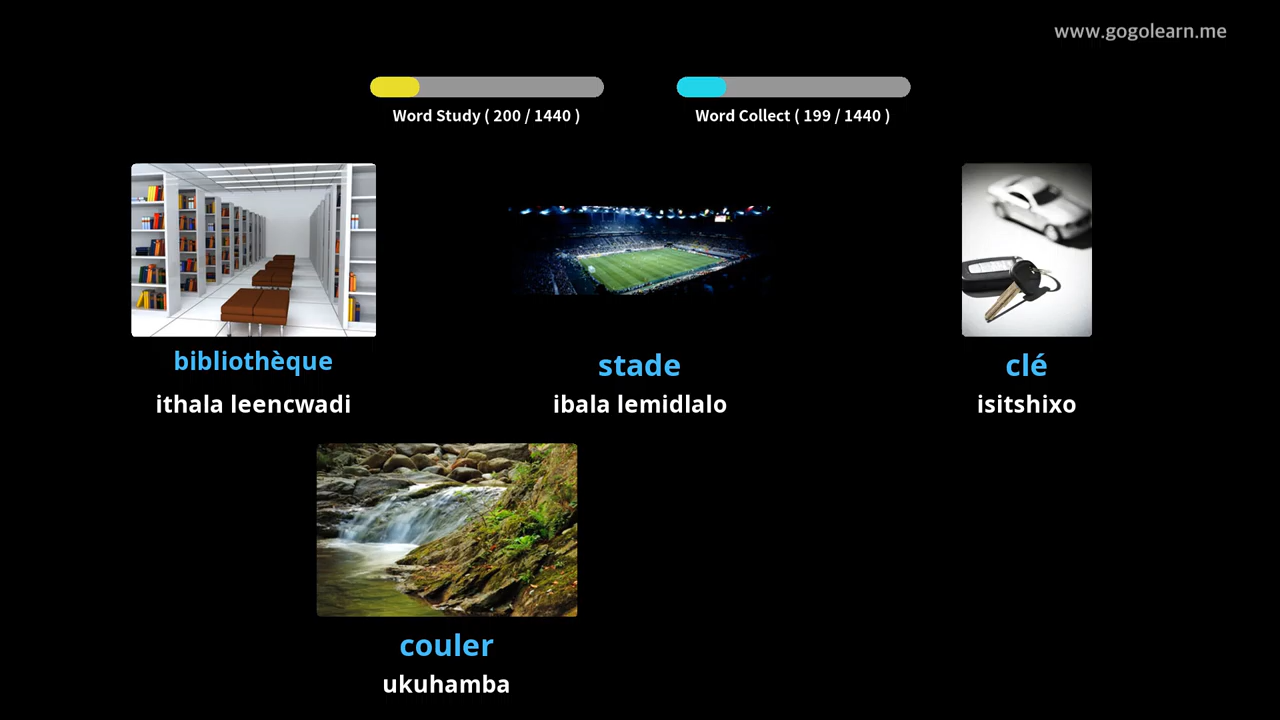 www.gogolearn.me
Word Study ( 200 / 1440 )
Word Collect ( 199 / 1440 )
bibliothèque
ithala leencwadi
stade
ibala lemidlalo
clé
isitshixo
couler
ukuhamba